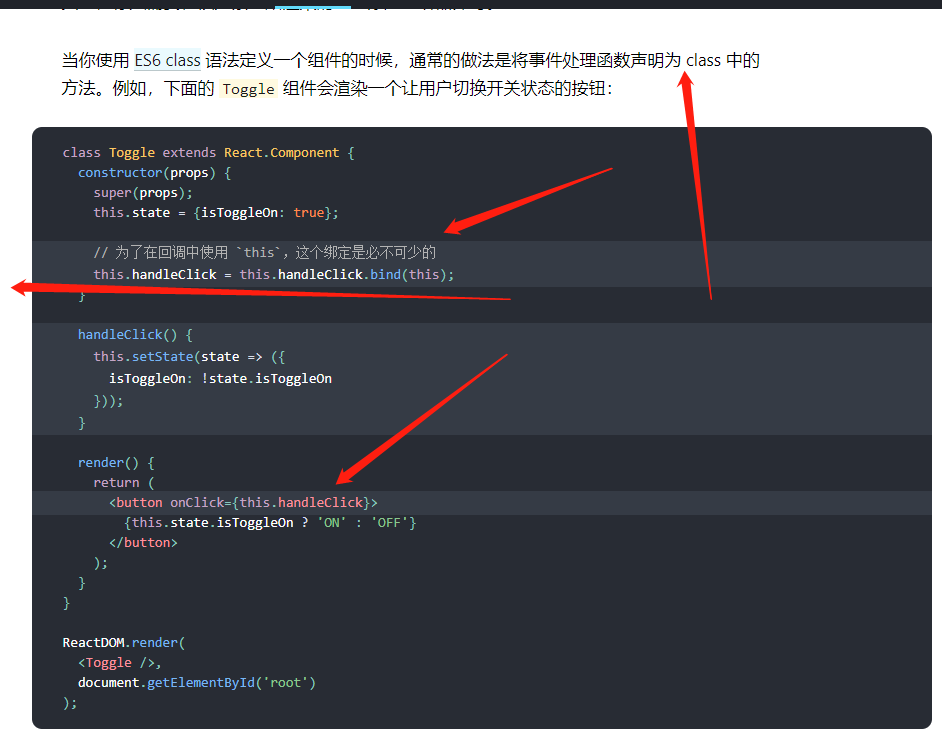 当你使用 ES6 class 语法定义一个组件的时候，通常的做法是将事件处理函数声明为 class 中的
方法。例如，下面的 Toggle 组件会渲染一个让用户切换开关状态的按钮：
class Toggle extends React.Component {
constructor(props) {
super(props);
this.state = {isToggleOn: true};
// 为了在回调中使用 `this`，这个绑定是必不可少的
this.handleClick = this.handleClick.bind(this);
}
handleClick() {
this.setState(state => ({
isToggleOn: !state.isToggleOn
}));
}
render() {
return (
<button onClick={this.handleClick}>
{this.state.isToggleOn ? 'ON' : 'OFF'}
</button>
);
}
}
ReactDOM.render(
<Toggle />,
document.getElementById('root')
);